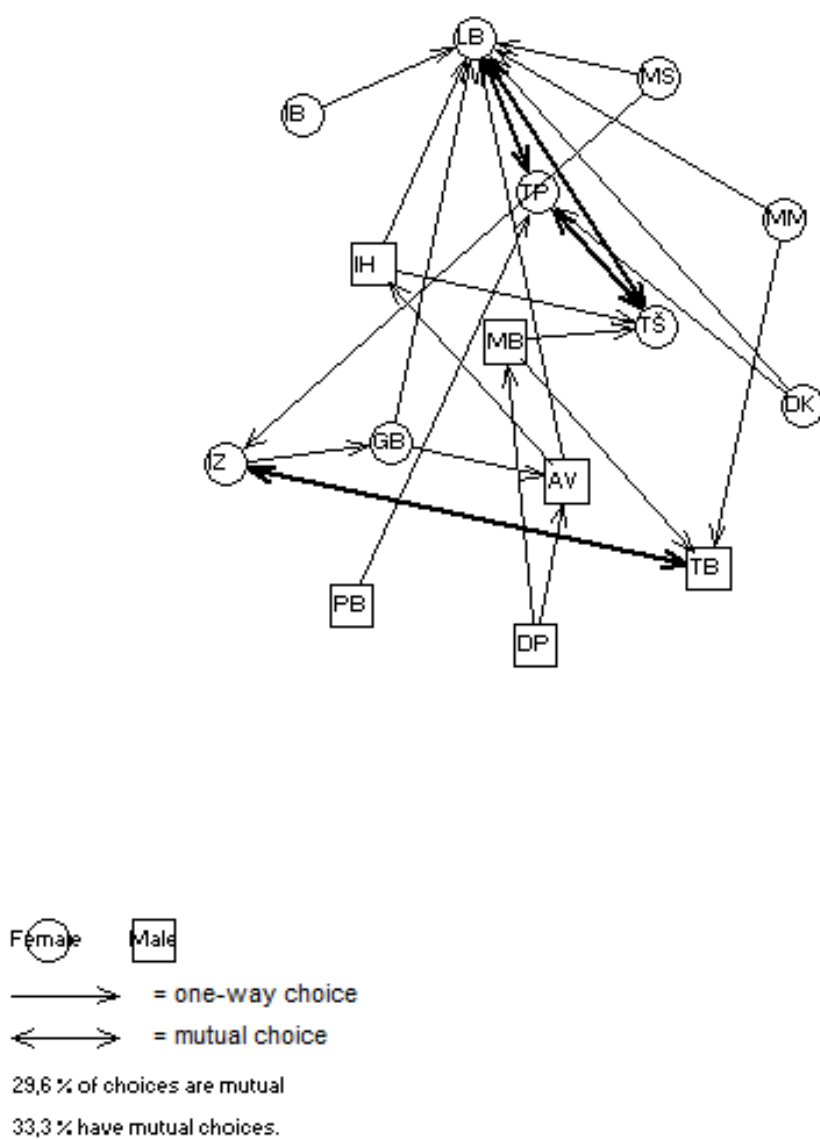 LB
MS
IB
TP
MM
IH
TŠ
MB
DK
GB
IZ
AV
TB
PB
DP
Female
Male
= one-way choice
= mutual choice
29,6 % of choices are mutual
33,3 % have mutual choices.